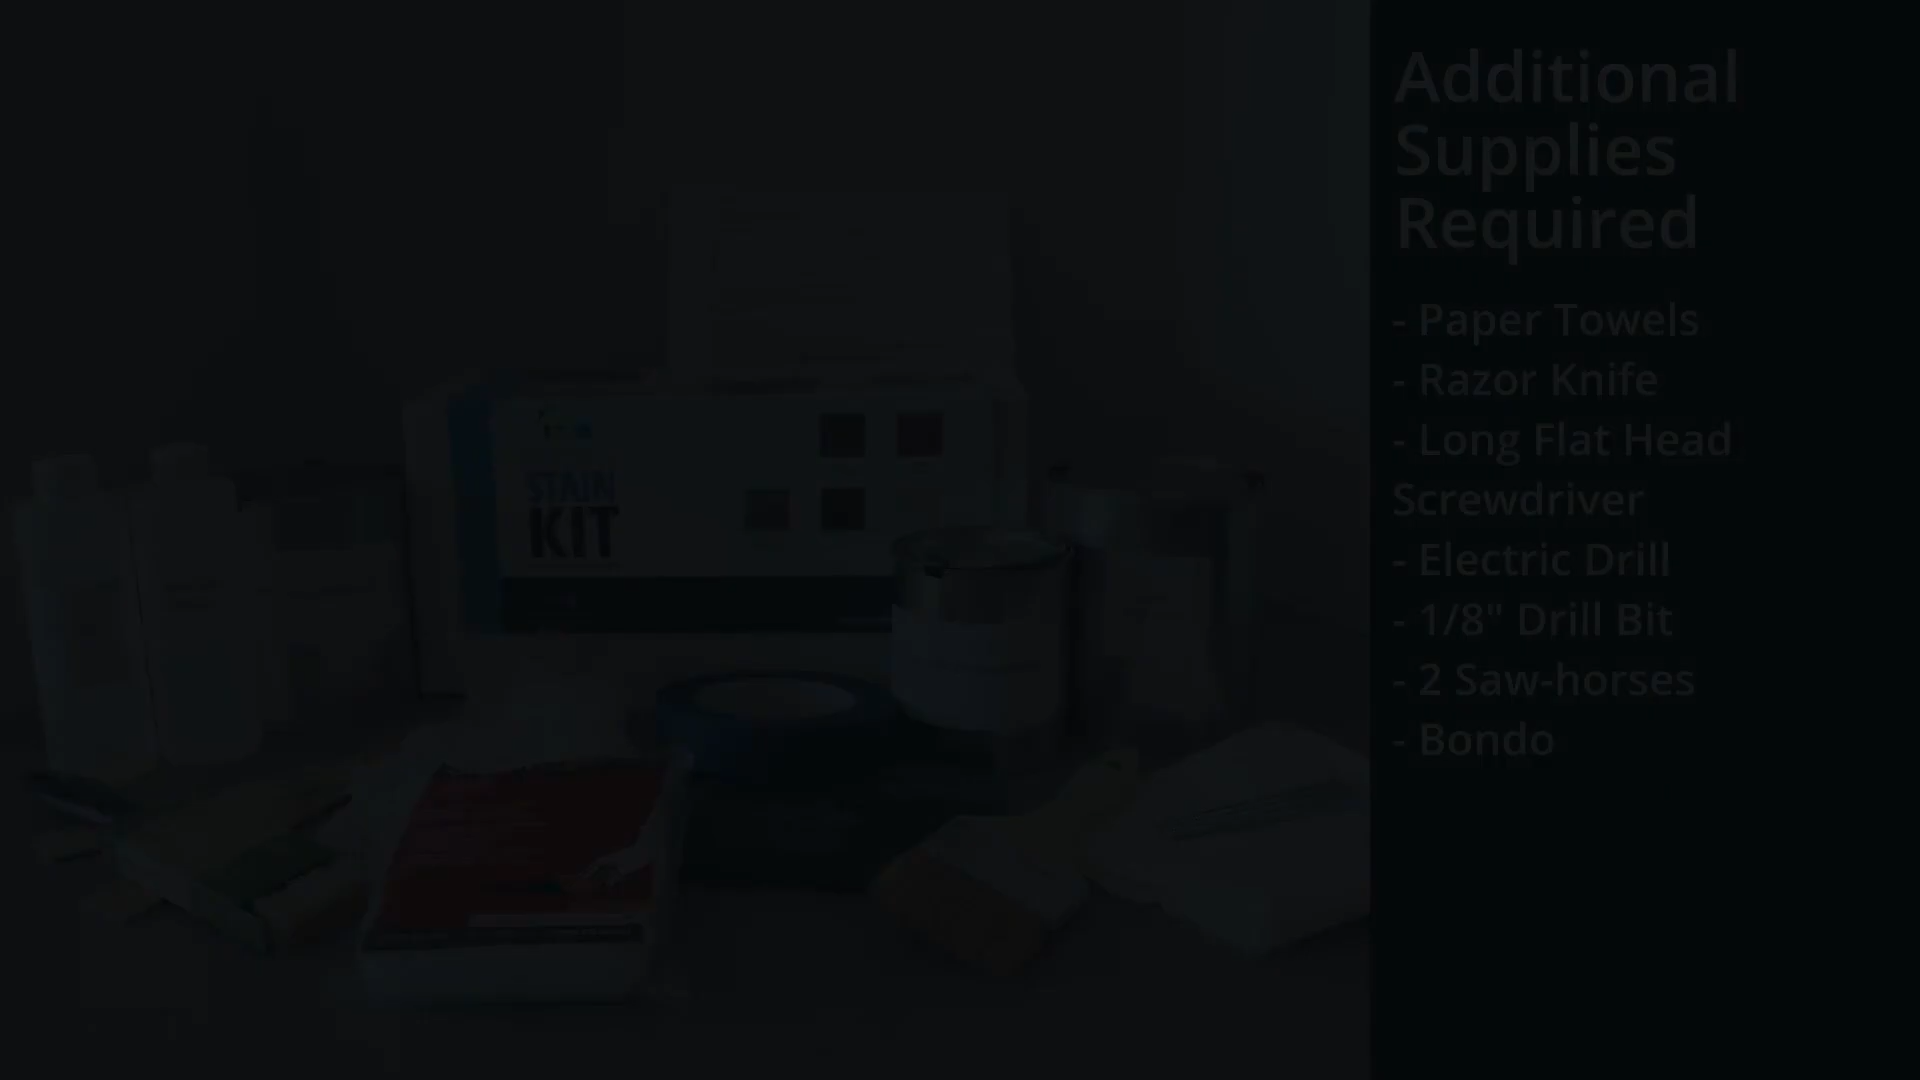 Additional
Supplies
Required
- Paper Towels
- Razor Knife
- Long Flat Head
Screwdriver
- Electric Drill
- 1/8" Drill Bit
- 2 Saw-horses
- Bondo
STAIN
KIT